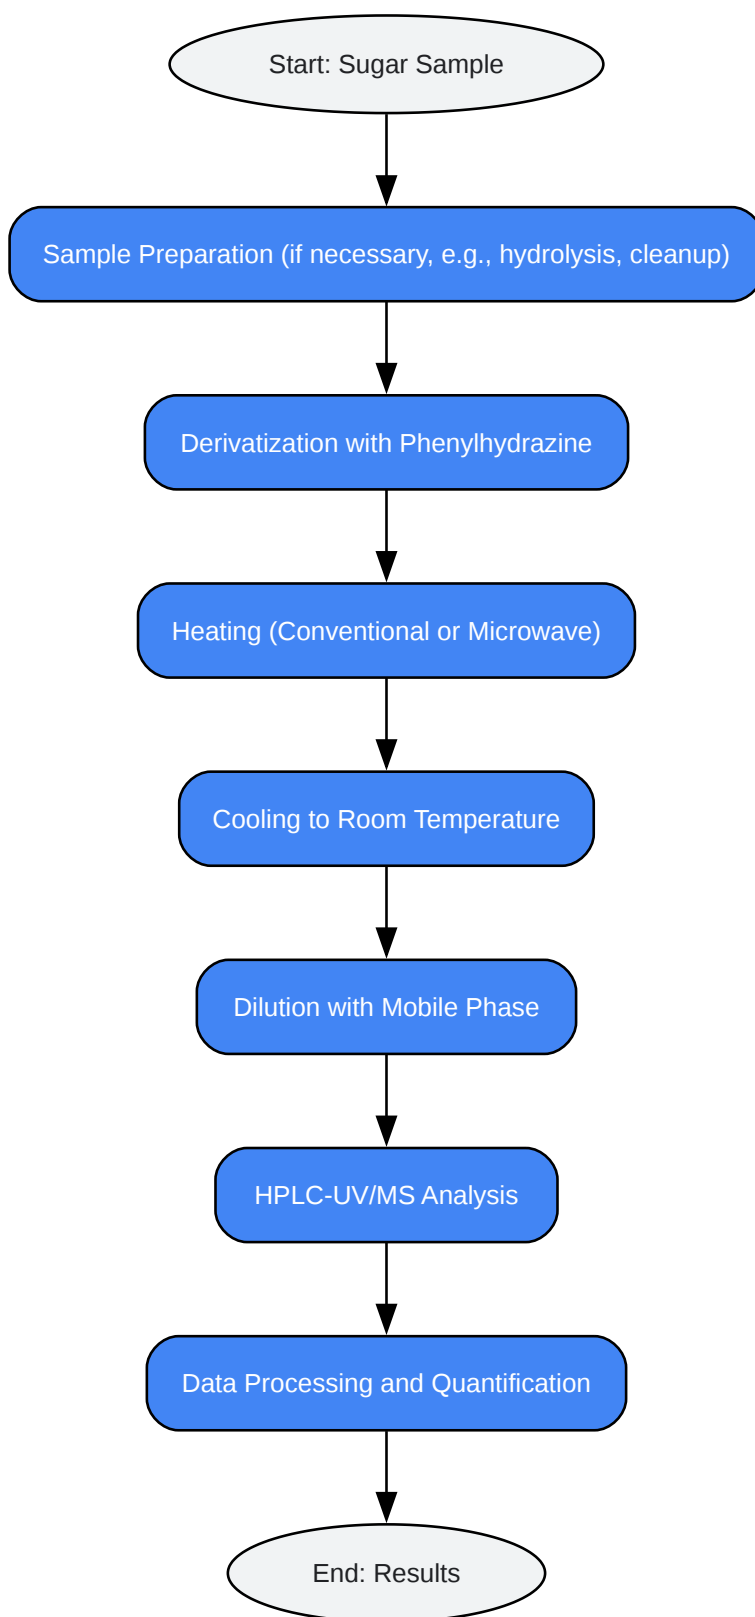 Start: Sugar Sample
Sample Preparation (if necessary, e.g., hydrolysis, cleanup)
Derivatization with Phenylhydrazine
Heating (Conventional or Microwave)
Cooling to Room Temperature
Dilution with Mobile Phase
HPLC-UV/MS Analysis
Data Processing and Quantification
End: Results